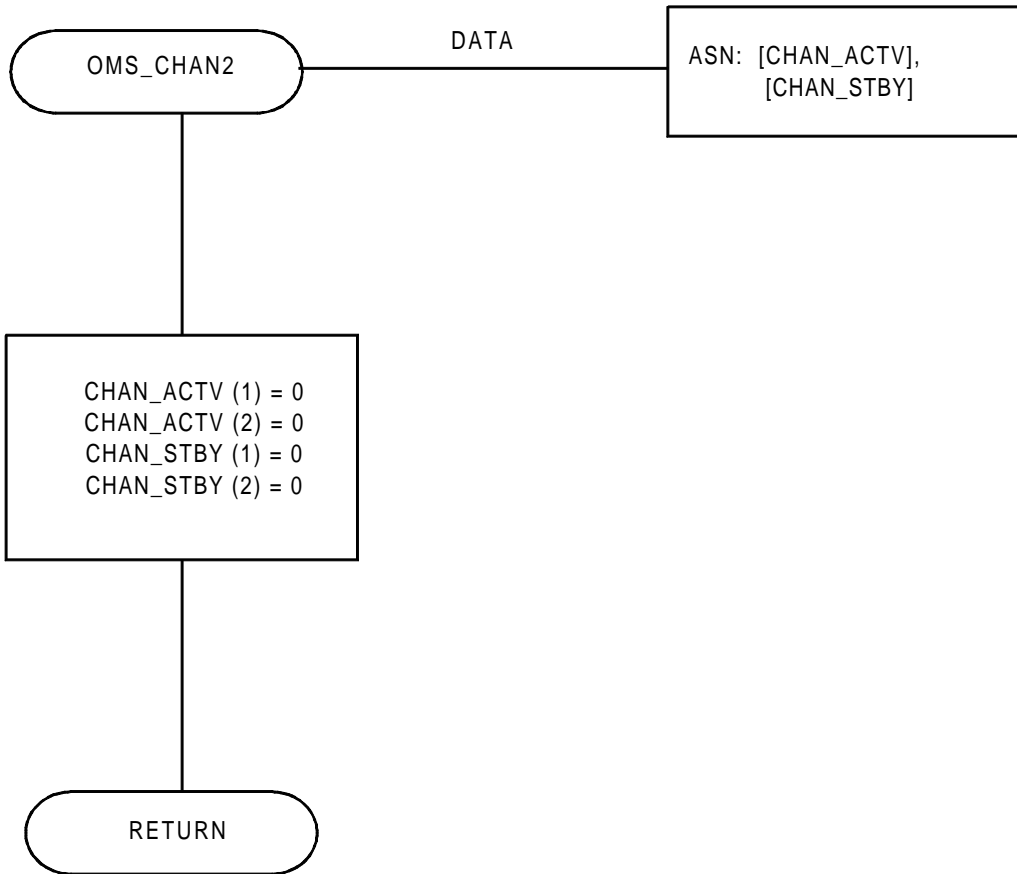 OMS_CHAN2
DATA
ASN: [CHAN_ACTV],
[CHAN_STBY]
CHAN_ACTV (1) = 0
CHAN_ACTV (2) = 0
CHAN_STBY (1) = 0
CHAN_STBY (2) = 0
RETURN